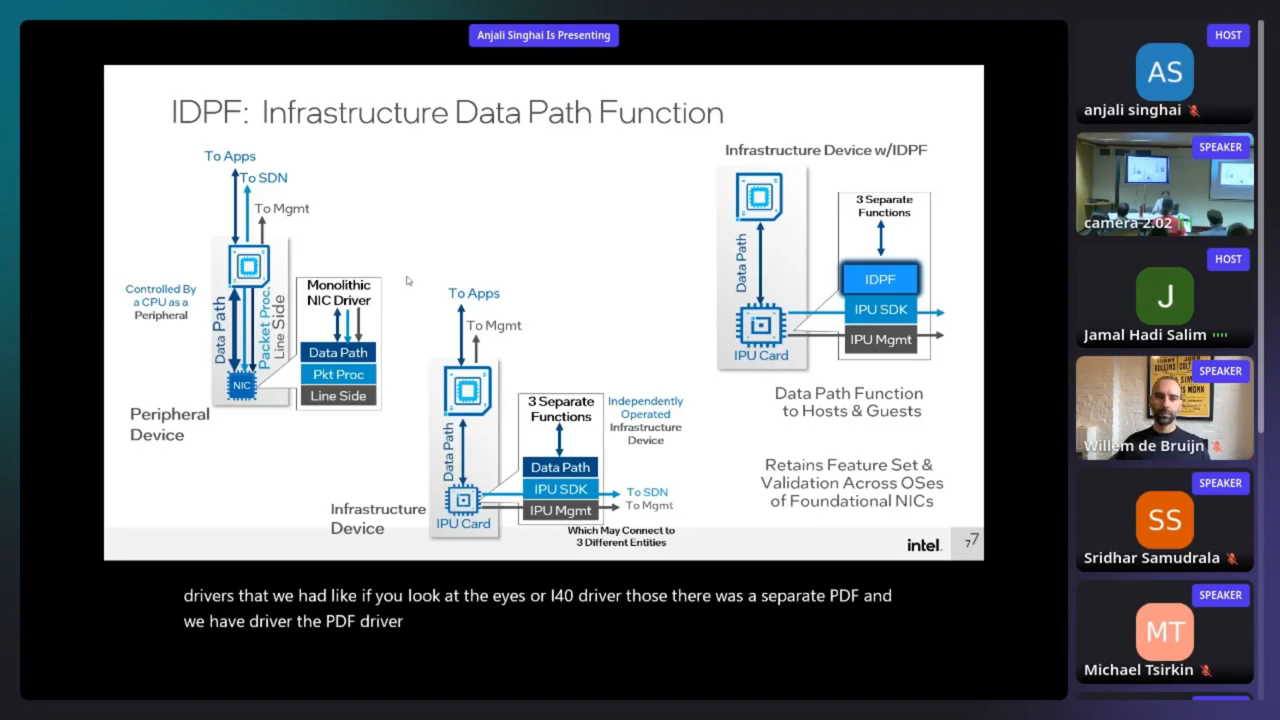 Anjali Singhai Is Presenting
IDPF: Infrastructure Data Path Function
To Apps
To SDN
To Mgmt
Controlled By
a CPU as a
Peripheral
Data Path
Packet Proc.
Line Side
NIC
Monolithic
NIC Driver
Data Path
Pkt Proc
Line Side
Peripheral
Device
To Apps
To Mgmt
Data Path
IPU Card
3 Separate
Functions
Data Path
IPU SDK
IPU Mgmt
Independently
Operated
Infrastructure
Device
To SDN
To Mgmt
Which May Connect to
3 Different Entities
Infrastructure
Device
Infrastructure Device w/IDPF
Data Path
IPU Card
3 Separate
Functions
IDPF
IPU SDK
IPU Mgmt
Data Path Function
to Hosts & Guests
Retains Feature Set &
Validation Across OSes
of Foundational NICs
intel.
7
7
drivers that we had like if you look at the eyes or I40 driver those there was a separate PDF and
we have driver the PDF driver
HOST
AS
anjali singhai
SPEAKER
camera 2.02
HOST
J
Jamal Hadi Salim
SPEAKER
Willem de Bruijn
SPEAKER
SS
Sridhar Samudrala
SPEAKER
MT
Michael Tsirkin